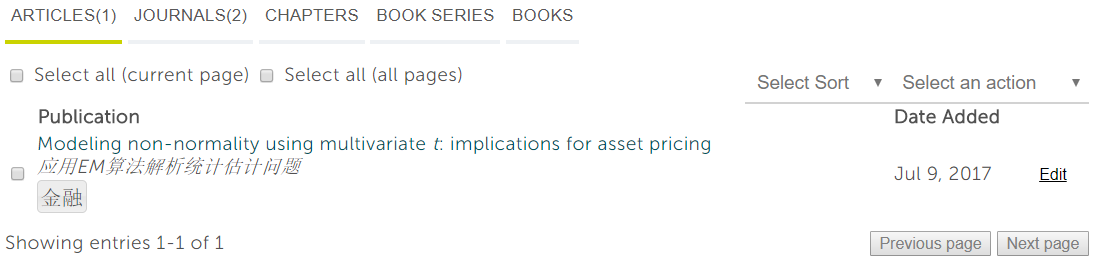 ARTICLES(1) JOURNALS(2) CHAPTERS BOOK SERIES BOOKS
Select all (current page) Select all (all pages)
Select Sort ▼ Select an action ▼
Publication Date Added
Modeling non-normality using multivariate t: implications for asset pricing
应用EM算法解析统计估计问题
Jul 9, 2017 Edit
金融
Showing entries 1-1 of 1 Previous page Next page